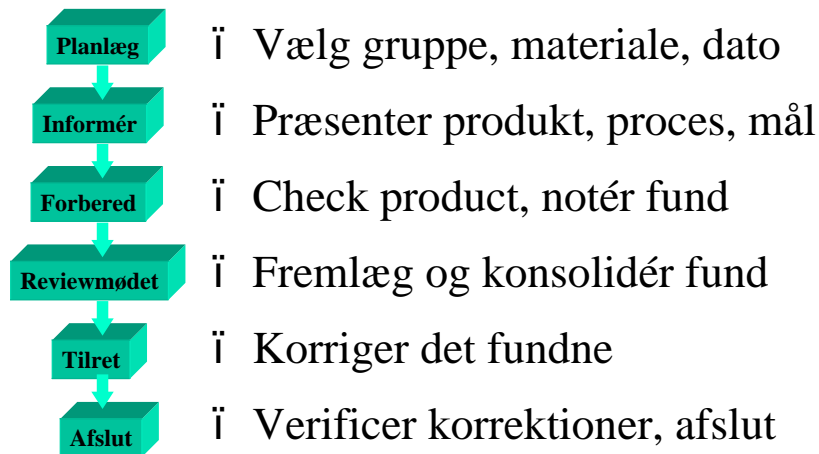 Planlæg ï Vælg gruppe, materiale, dato
Informér ï Præsenter produkt, proces, mål
Forbered ï Check product, notér fund
Reviewmødet ï Fremlæg og konsolidér fund
Tilret ï Korriger det fundne
Afslut ï Verificer korrektioner, afslut